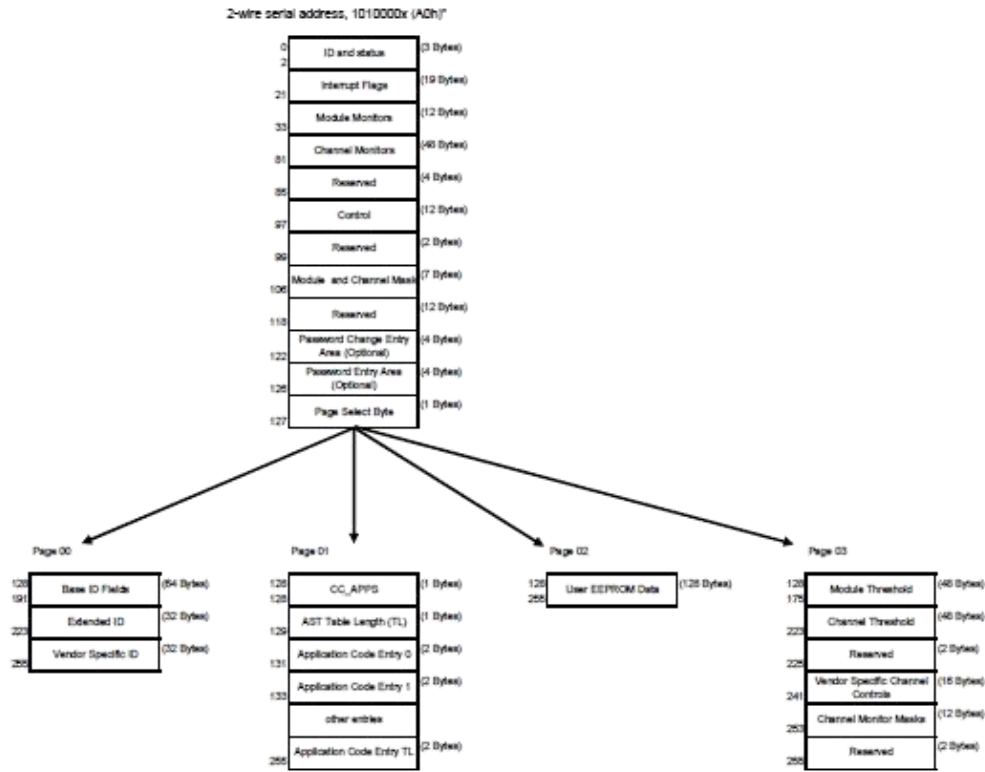 2-wire serial address, 1010000x (A0h)"
0
2
ID and status
(3 Bytes)
21
Interrupt Flags
(19 Bytes)
33
Module Monitors
(12 Bytes)
81
Channel Monitors
(48 Bytes)
85
Reserved
(4 Bytes)
97
Control
(12 Bytes)
99
Reserved
(2 Bytes)
106
Module and Channel Mask
(7 Bytes)
118
Reserved
(12 Bytes)
122
Password Change Entry
Area (Optional)
(4 Bytes)
126
Password Entry Area
(Optional)
(4 Bytes)
127
Page Select Byte
(1 Bytes)
Page 00
128
191
Base ID Fields
(64 Bytes)
223
Extended ID
(32 Bytes)
255
Vendor Specific ID
(32 Bytes)
Page 01
128
128
CC_APPS
(1 Bytes)
129
AST Table Length (TL)
(1 Bytes)
131
Application Code Entry 0
(2 Bytes)
133
Application Code Entry 1
(2 Bytes)
other entries
255
Application Code Entry TL
(2 Bytes)
Page 02
128
255
User EEPROM Data
(128 Bytes)
Page 03
128
175
Module Threshold
(48 Bytes)
223
Channel Threshold
(48 Bytes)
225
Reserved
(2 Bytes)
241
Vendor Specific Channel
Controls
(16 Bytes)
253
Channel Monitor Masks
(12 Bytes)
255
Reserved
(2 Bytes)